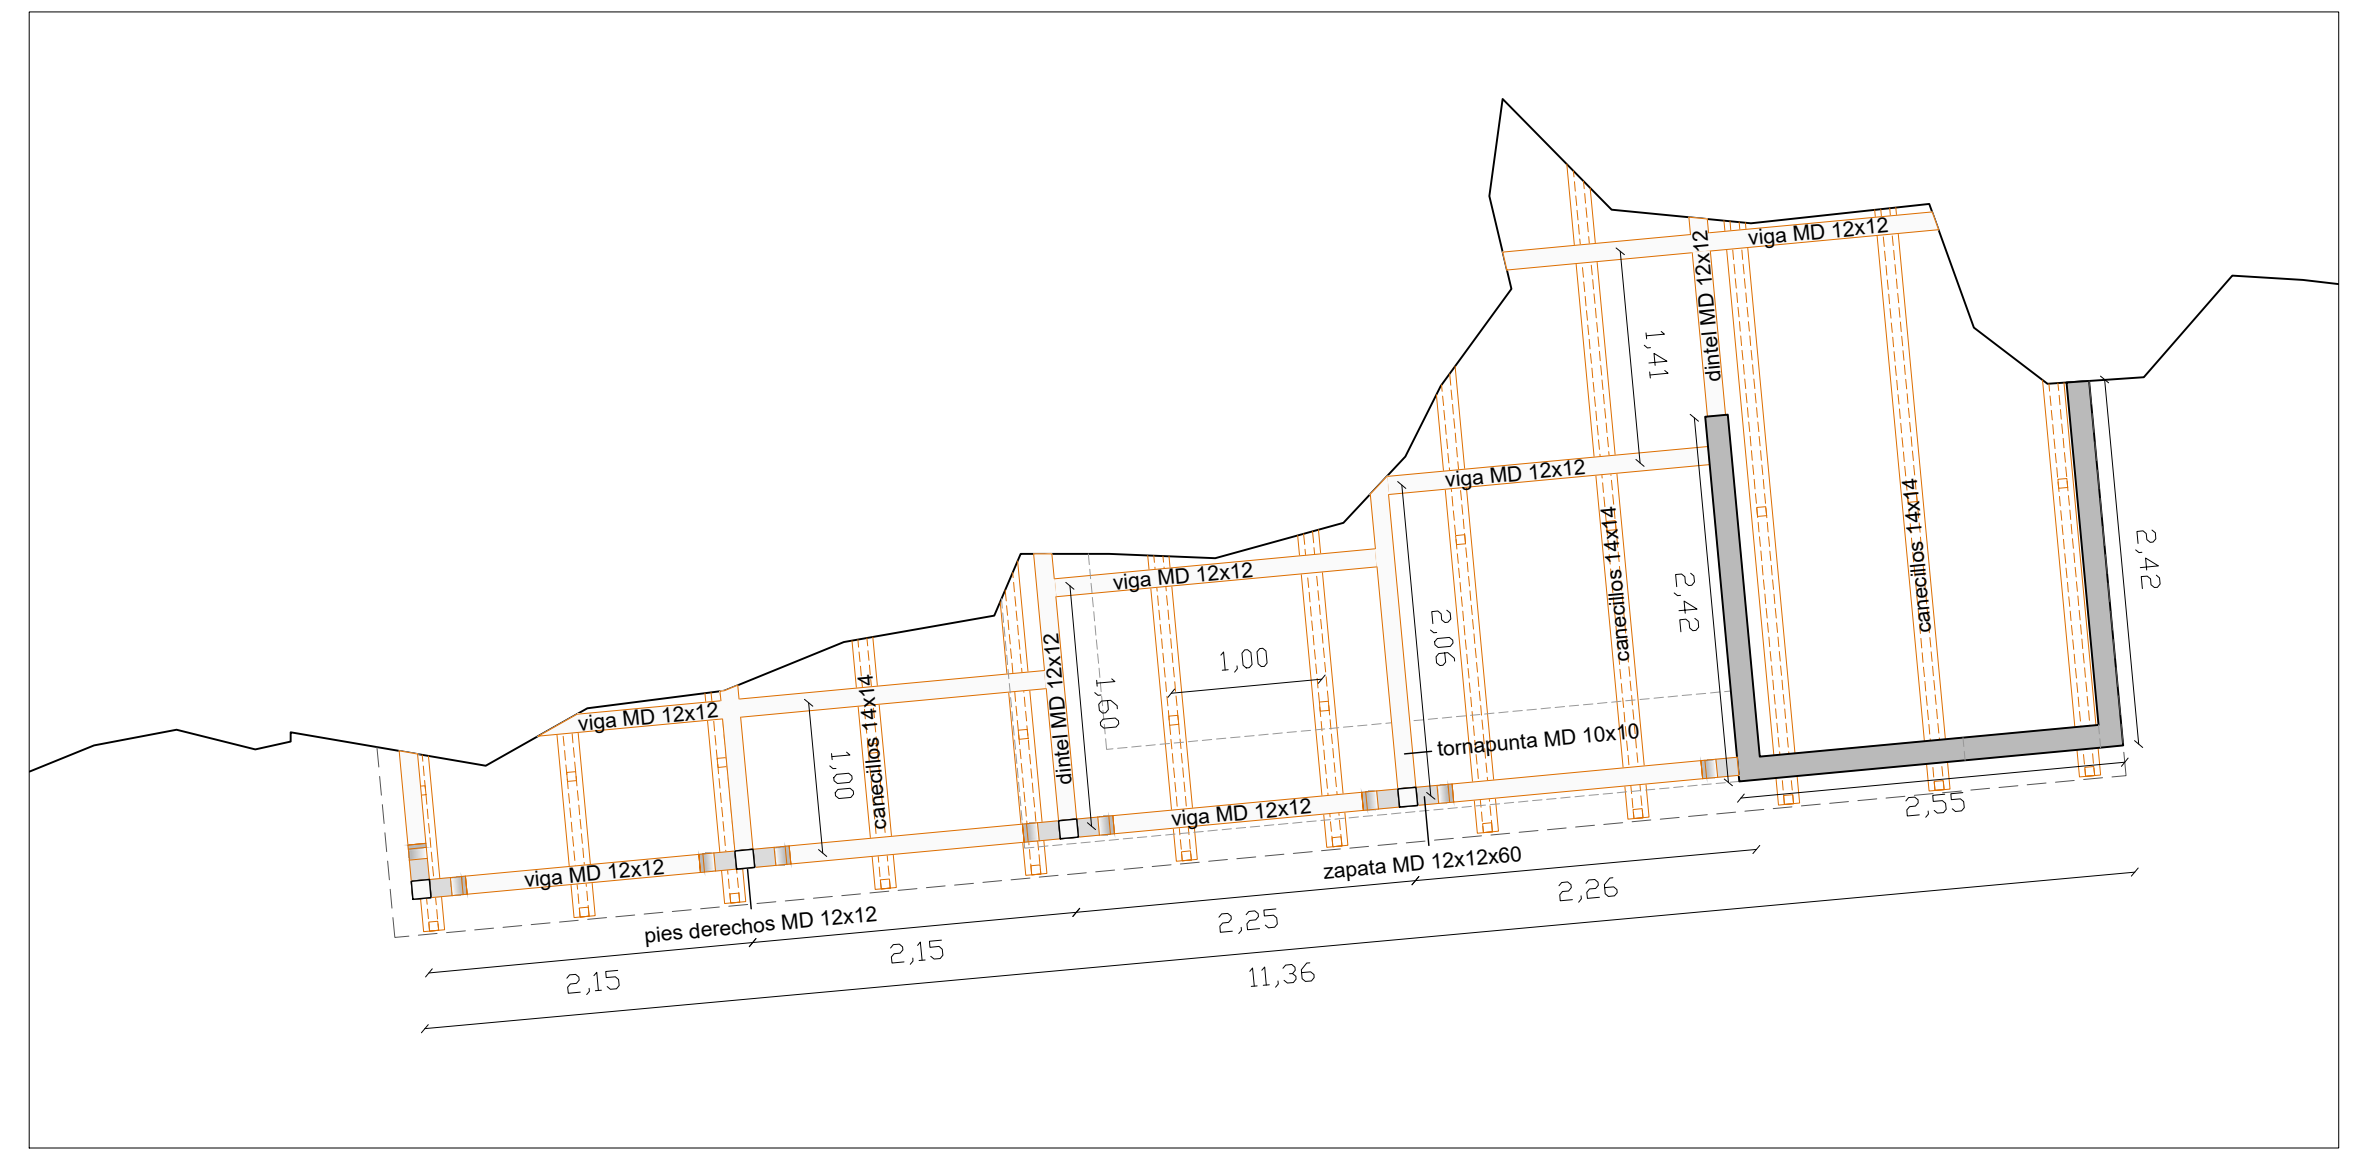 viga MD 12x12
dintel MD 12x12
1,41
viga MD 12x12
canecillos 14x14
canecillos 14x14
2,42
2,42
viga MD 12x12
2,06
1,00
dintel MD 12x12
1,60
viga MD 12x12
canecillos 14x14
1,00
tornapunta MD 10x10
viga MD 12x12
viga MD 12x12
2,55
zapata MD 12x12x60
pies derechos MD 12x12
2,26
2,25
2,15
2,15
11,36